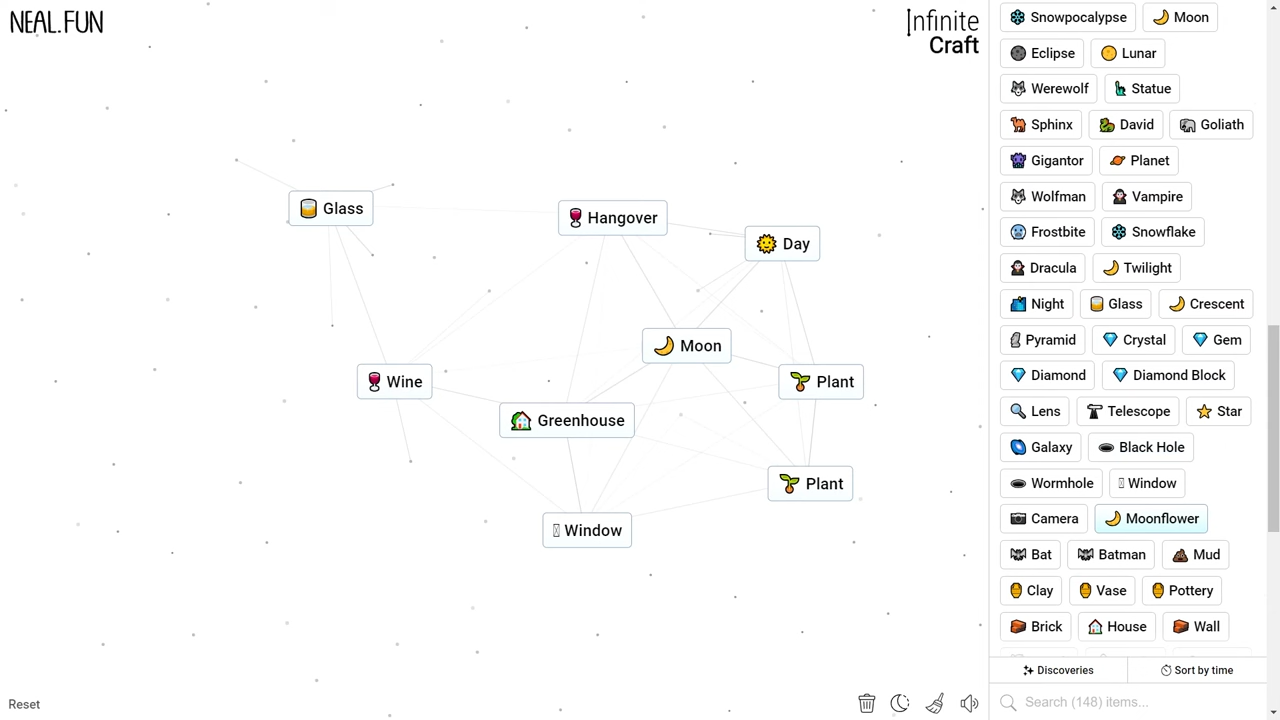 NEAL.FUN
Infinite
Craft
Glass
Hangover
Day
Moon
Wine
Plant
Greenhouse
Plant
Window
Reset
Snowpocalypse Moon
Eclipse Lunar
Werewolf Statue
Sphinx David Goliath
Gigantor Planet
Wolfman Vampire
Frostbite Snowflake
Dracula Twilight
Night Glass Crescent
Pyramid Crystal Gem
Diamond Diamond Block
Lens Telescope Star
Galaxy Black Hole
Wormhole Window
Camera Moonflower
Bat Batman Mud
Clay Vase Pottery
Brick House Wall
Discoveries Sort by time
Search (148) items...